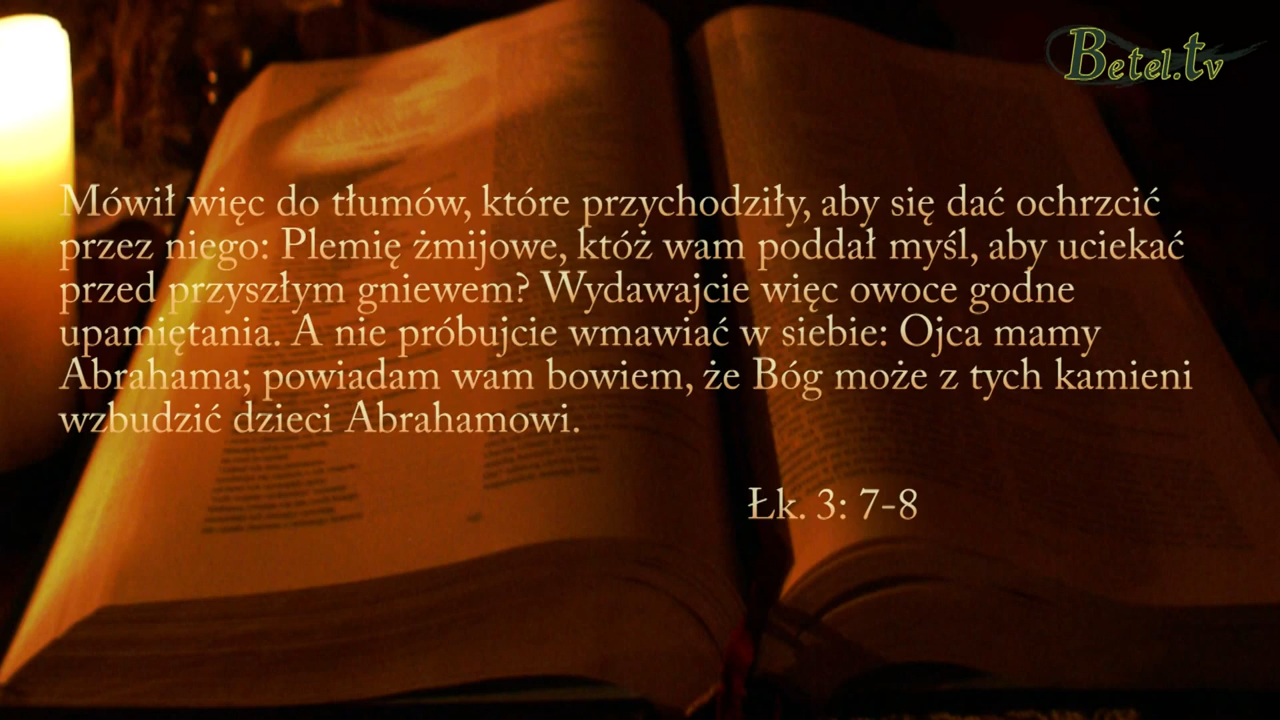 Betel.tv
Mówił więc do tłumów, które przychodziły, aby się dać ochrzcić
przez niego: Plemię żmijowe, któż wam poddał myśl, aby uciekać
przed przyszłym gniewem? Wydawajcie więc owoce godne
upamiętania. A nie próbujcie wmawiać w siebie: Ojca mamy
Abrahama; powiadam wam bowiem, że Bóg może z tych kamieni
wzbudzić dzieci Abrahamowi.
Łk. 3: 7-8